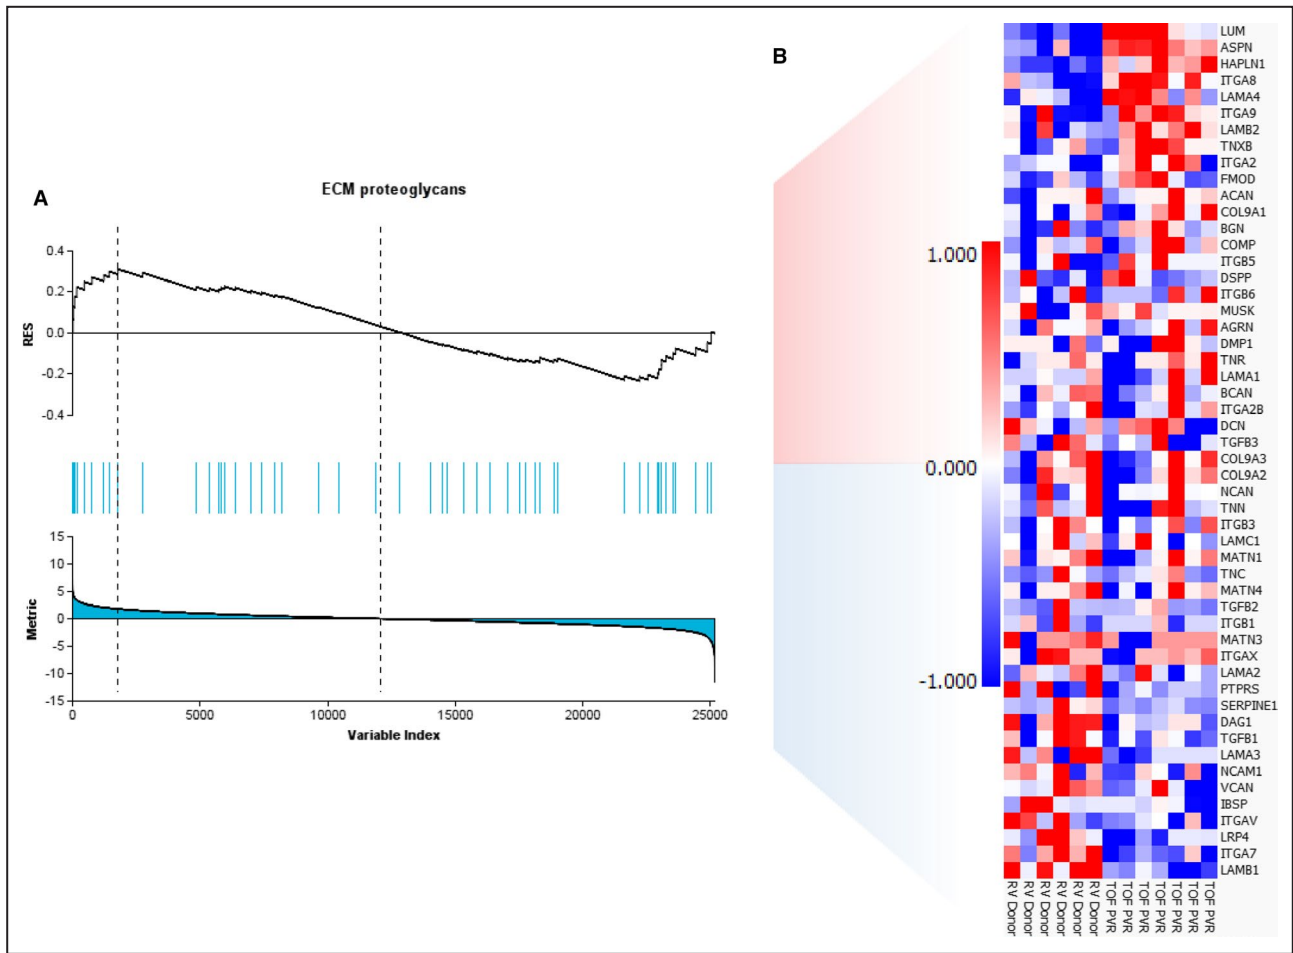 A
ECM proteoglycans
0.4
0.2
0.0
-0.2
-0.4
RES
15
10
5
0
-5
-10
-15
Metric
0
5000
10000
15000
20000
25000
Variable Index
B
1.000
0.000
-1.000
LUM
ASPN
HAPLN1
ITGA8
LAMA4
ITGA9
LAMB2
TNXB
ITGA2
FMOD
ACAN
COL9A1
BGN
COMP
ITGB5
DSPP
ITGB6
MUSK
AGRN
DMP1
TNR
LAMA1
BCAN
ITGA2B
DCN
TGFB3
COL9A3
COL9A2
NCAN
TNN
ITGB3
LAMC1
MATN1
TNC
MATN4
TGFB2
ITGB1
MATN3
ITGAX
LAMA2
PTPRS
SERPINE1
DAG1
TGFB1
LAMA3
NCAM1
VCAN
IBSP
ITGAV
LRP4
ITGA7
LAMB1
RV Donor
RV Donor
RV Donor
RV Donor
RV Donor
RV Donor
TOF PVR
TOF PVR
TOF PVR
TOF PVR
TOF PVR
TOF PVR
TOF PVR